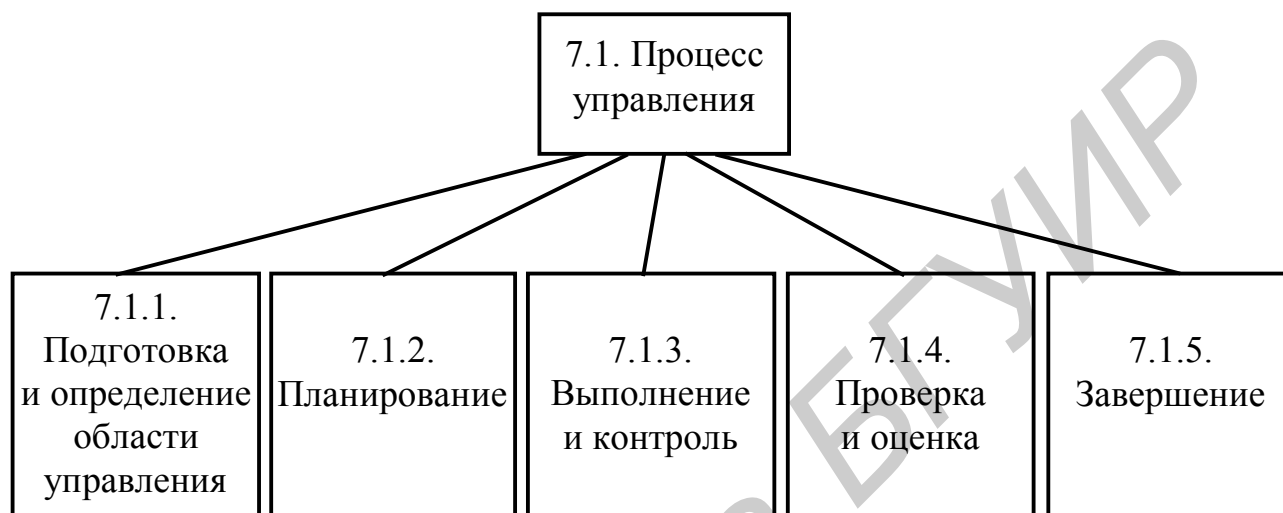 7.1. Процесс
управления
7.1.1.
Подготовка
и определение
области
управления
7.1.2.
Планирование
7.1.3.
Выполнение
и контроль
7.1.4.
Проверка
и оценка
7.1.5.
Завершение
БГУИР